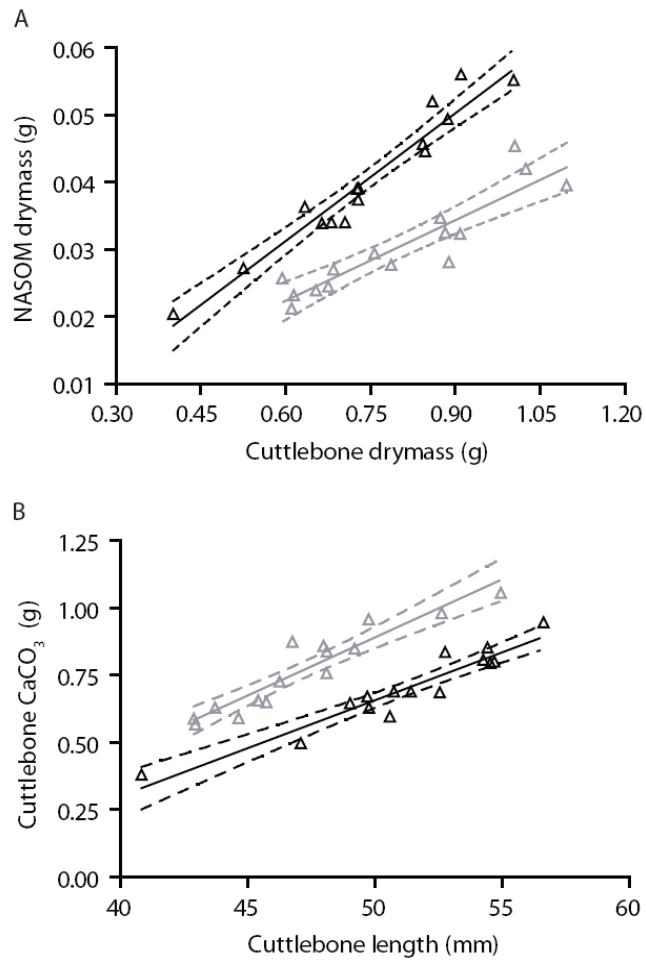 A
0.06
0.05
0.04
0.03
0.02
0.01
NASOM drymass (g)
0.30 0.45 0.60 0.75 0.90 1.05 1.20
Cuttlebone drymass (g)
B
1.25
1.00
0.75
0.50
0.25
0.00
Cuttlebone CaCO3 (g)
40 45 50 55 60
Cuttlebone length (mm)